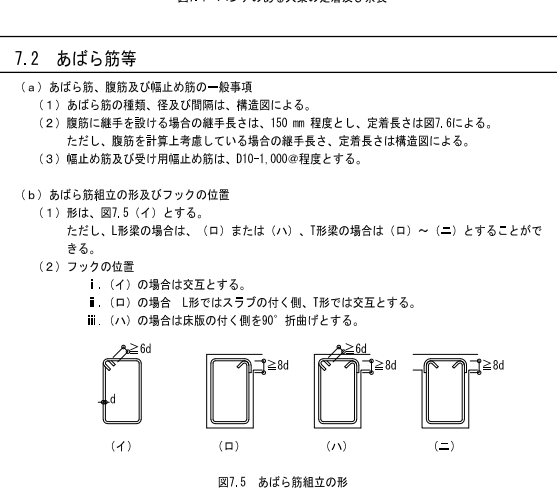 7.2 あばら筋等
(a) あばら筋、腹筋及び幅止め筋の一般事項
(1) あばら筋の種類、径及び間隔は、構造図による。
(2) 腹筋に継手を設ける場合の継手長さは、150 mm 程度とし、定着長さは図7.6による。
ただし、腹筋を計算上考慮している場合の継手長さ、定着長さは構造図による。
(3) 幅止め筋及び受け用幅止め筋は、D10-1,000@程度とする。
(b) あばら筋組立の形及びフックの位置
(1) 形は、図7.5(イ)とする。
ただし、L形梁の場合は、(ロ)または(ハ)、T形梁の場合は(ロ)～(ニ)とすることがで
きる。
(2) フックの位置
ⅰ.(イ)の場合は交互とする。
ⅱ.(ロ)の場合 L形ではスラブの付く側、T形では交互とする。
ⅲ.(ハ)の場合は床版の付く側を90°折曲げとする。
≧6d ≧8d ≧6d ≧8d ≧8d
d
(イ) (ロ) (ハ) (ニ)
図7.5 あばら筋組立の形